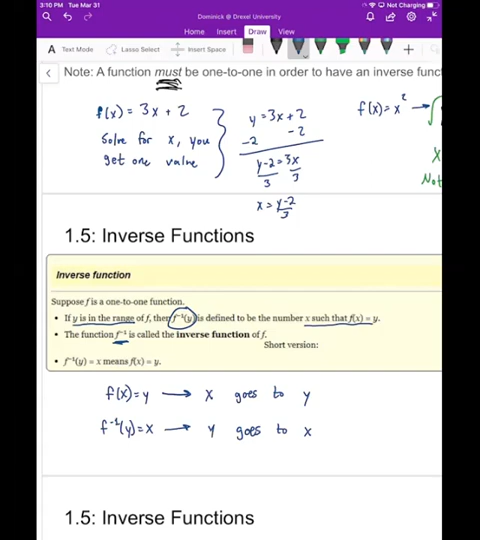 3:10 PM Tue Mar 31
Not Charging
Dominick @ Drexel University
Home Insert Draw View
Text Mode Lasso Select Insert Space
Note: A function must be one-to-one in order to have an inverse func
f(x) = 3x + 2
Solve for x, you
get one value
y = 3x + 2
-2 -2
y-2 = 3x
3 3
x = y-2
3
f(x) = x²
x
Not
1.5: Inverse Functions
Inverse function
Suppose f is a one-to-one function.
• If y is in the range of f, then f⁻¹(y) is defined to be the number x such that f(x) = y.
• The function f⁻¹ is called the inverse function of f.
Short version:
• f⁻¹(y) = x means f(x) = y.
f(x) = y → x goes to y
f⁻¹(y) = x → y goes to x
1.5: Inverse Functions